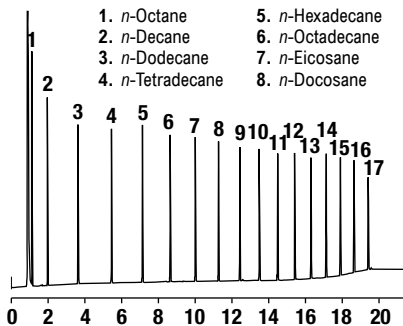 1. n-Octane
2. n-Decane
3. n-Dodecane
4. n-Tetradecane
5. n-Hexadecane
6. n-Octadecane
7. n-Eicosane
8. n-Docosane
1 2 3 4 5 6 7 8 9 10 11 12 13 14 15 16 17
0 2 4 6 8 10 12 14 16 18 20